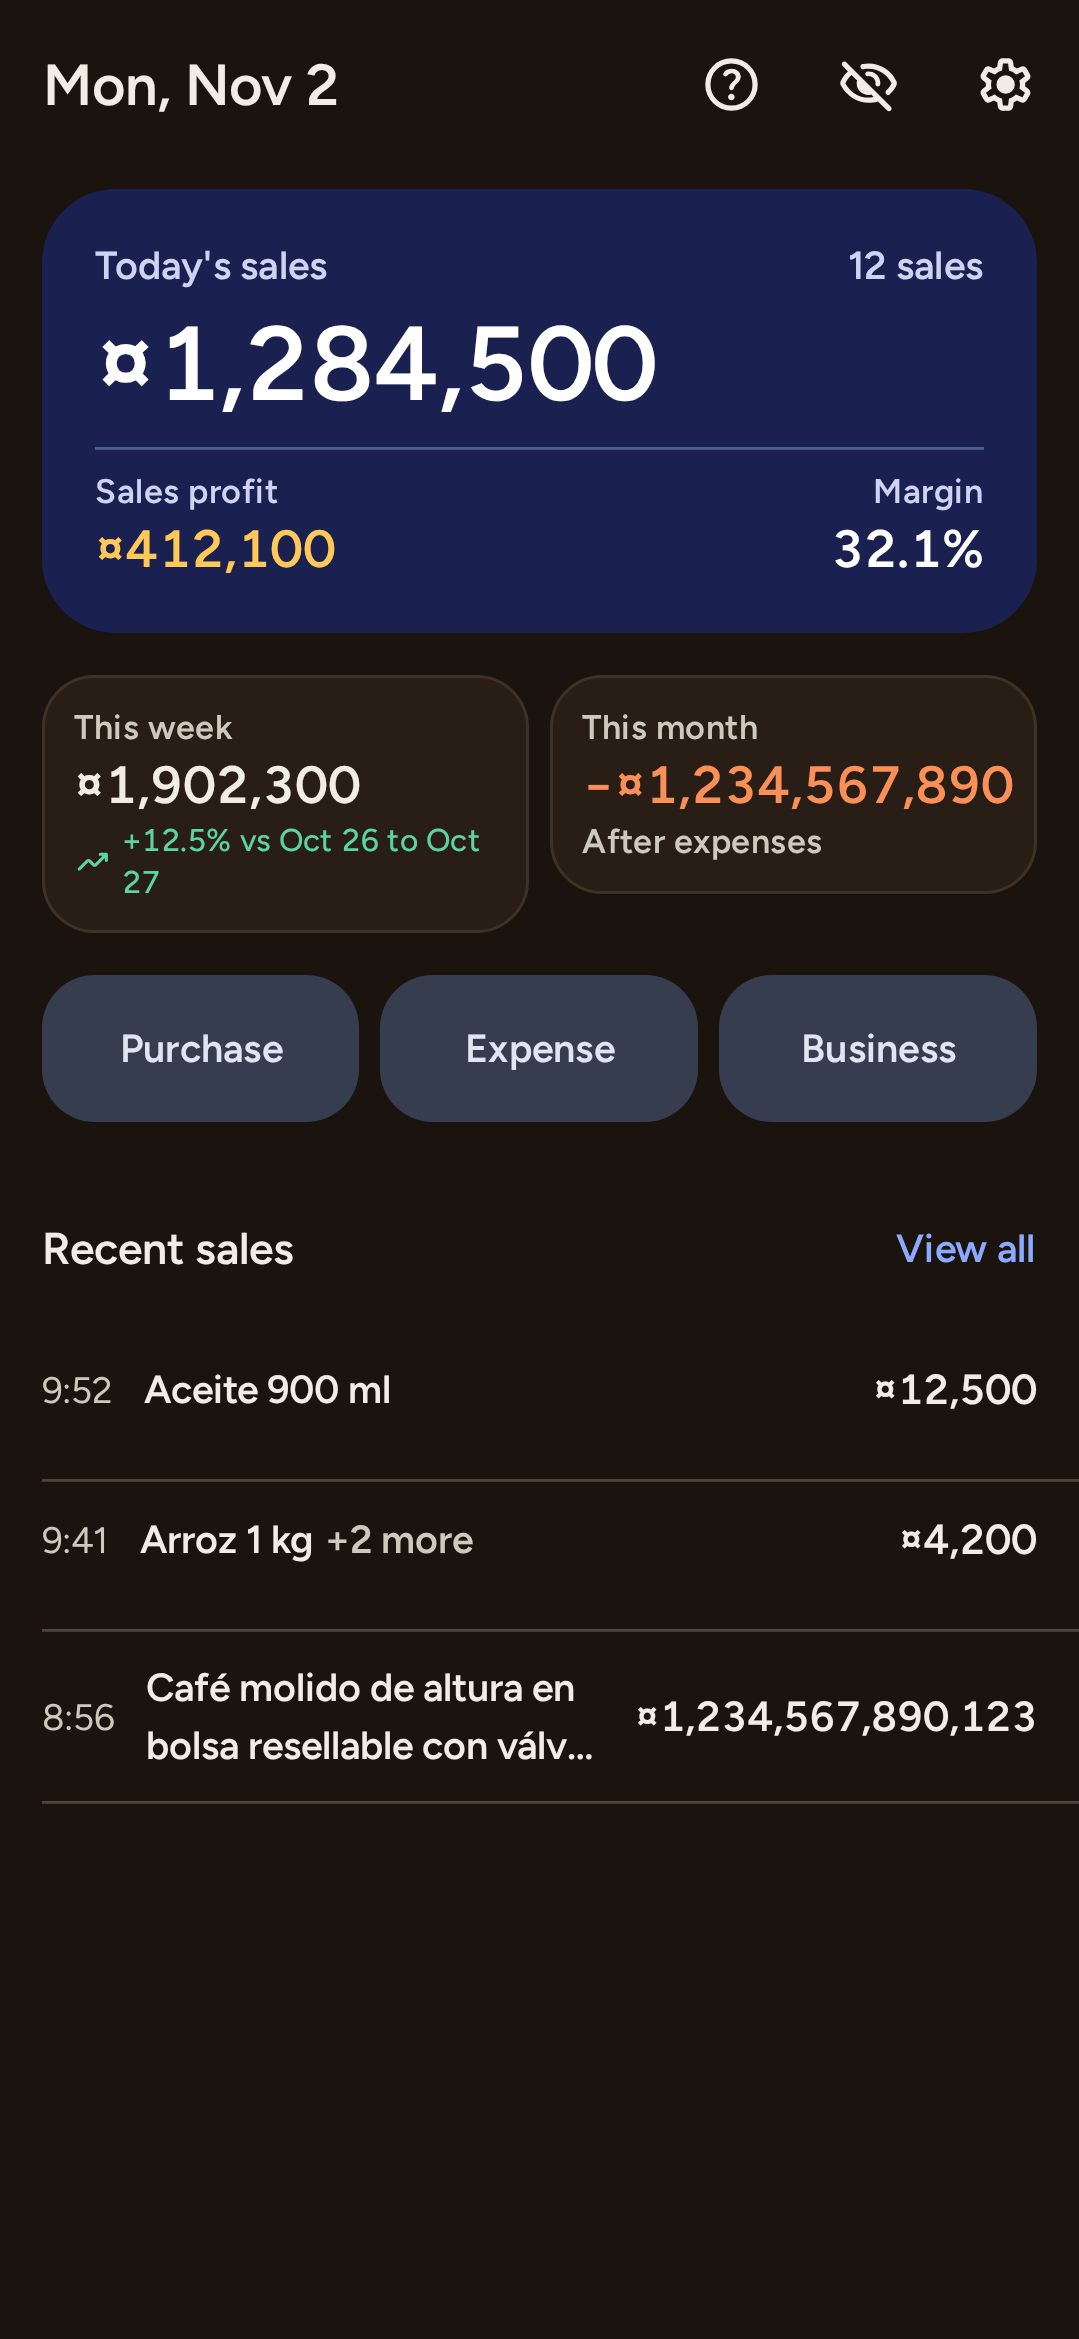 Mon, Nov 2
Today's sales
12 sales
¤1,284,500
Sales profit
Margin
¤412,100
32.1%
This week
¤1,902,300
+12.5% vs Oct 26 to Oct
27
This month
−¤1,234,567,890
After expenses
Purchase
Expense
Business
Recent sales
View all
9:52 Aceite 900 ml ¤12,500
9:41 Arroz 1 kg +2 more ¤4,200
8:56 Café molido de altura en
bolsa resellable con válv...
¤1,234,567,890,123